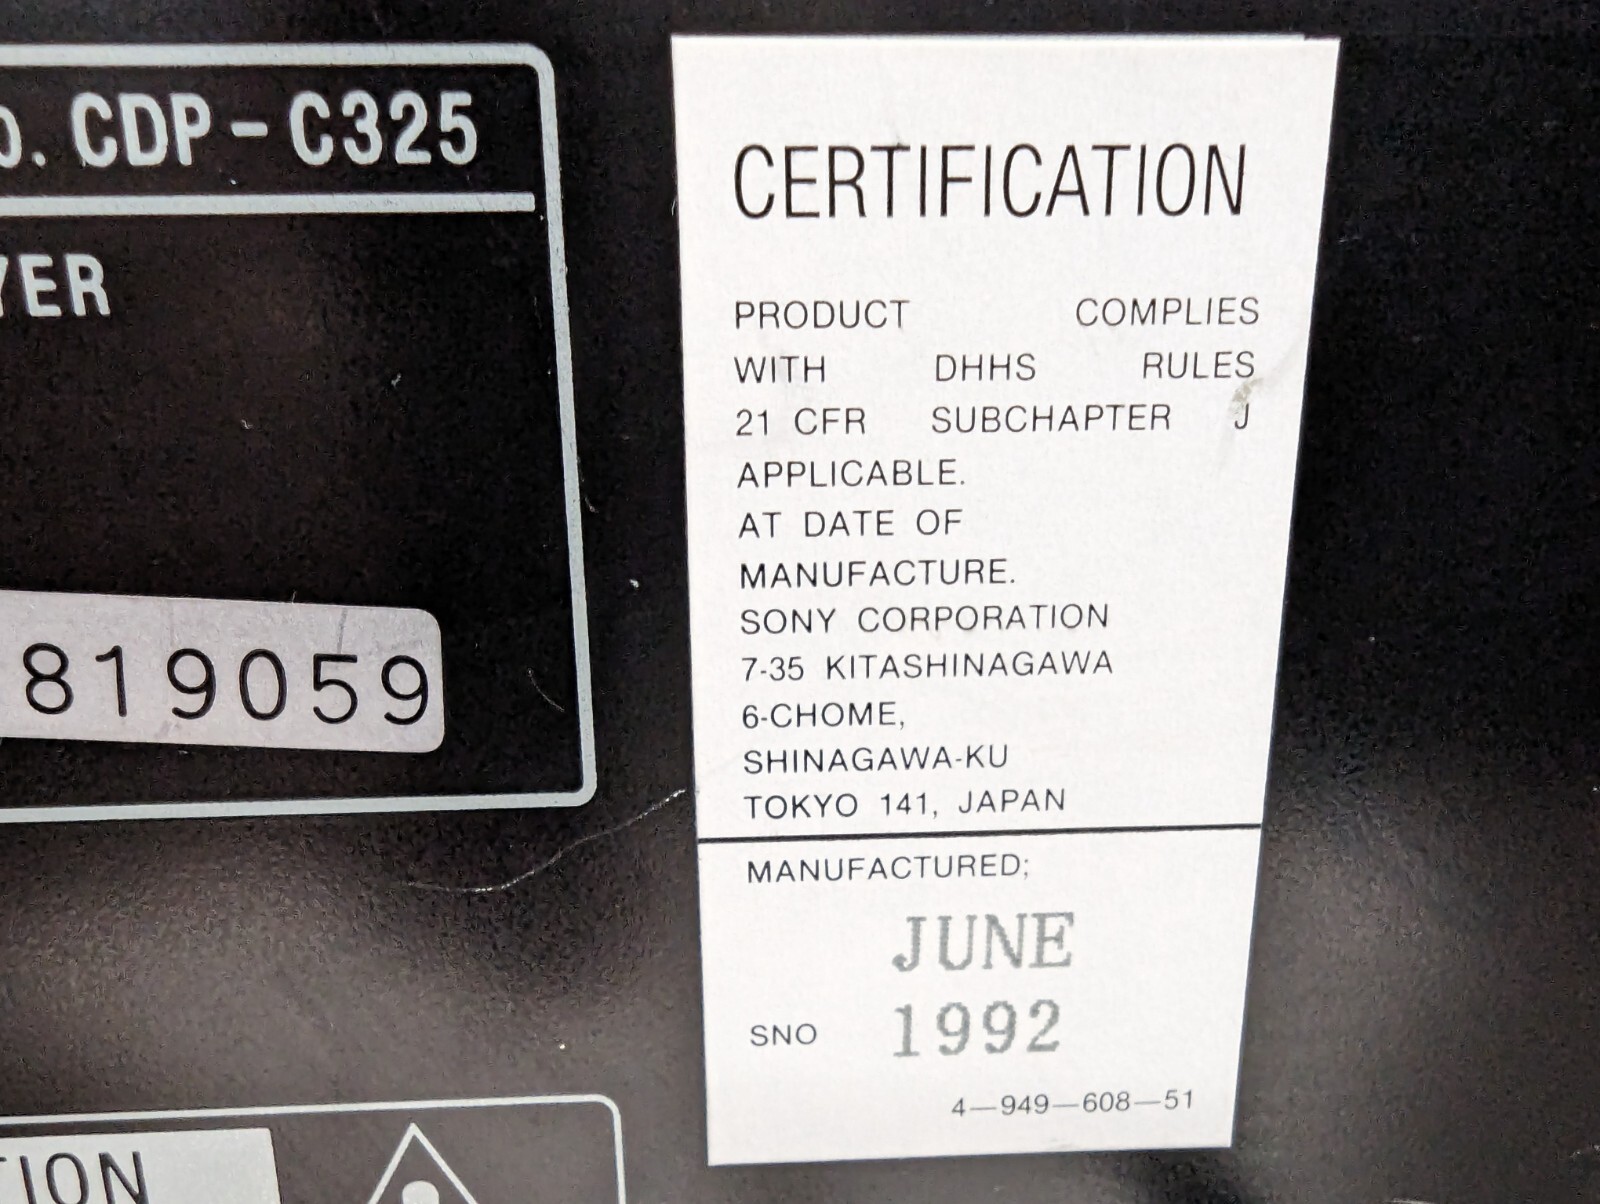 O. CDP-C325
YER
819059
TION
CERTIFICATION
PRODUCT COMPLIES
WITH DHHS RULES
21 CFR SUBCHAPTER J
APPLICABLE.
AT DATE OF
MANUFACTURE.
SONY CORPORATION
7-35 KITASHINAGAWA
6-CHOME,
SHINAGAWA-KU
TOKYO 141, JAPAN
MANUFACTURED;
JUNE
SNO 1992
4—949—608—51